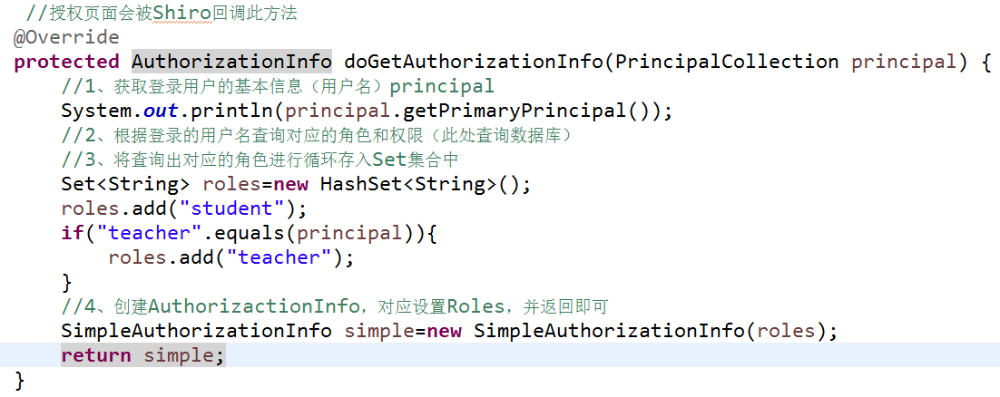 //授权页面会被Shiro回调此方法
@Override
protected AuthorizationInfo doGetAuthorizationInfo(PrincipalCollection principal) {
//1、获取登录用户的基本信息（用户名）principal
System.out.println(principal.getPrimaryPrincipal());
//2、根据登录的用户名查询对应的角色和权限（此处查询数据库）
//3、将查询出对应的角色进行循环存入Set集合中
Set<String> roles=new HashSet<String>();
roles.add("student");
if("teacher".equals(principal)){
roles.add("teacher");
}
//4、创建AuthorizactionInfo，对应设置Roles，并返回即可
SimpleAuthorizationInfo simple=new SimpleAuthorizationInfo(roles);
return simple;
}